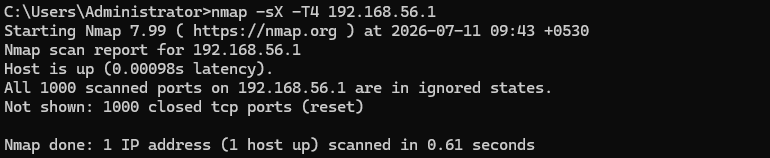 C:\Users\Administrator>nmap -sX -T4 192.168.56.1
Starting Nmap 7.99 ( https://nmap.org ) at 2026-07-11 09:43 +0530
Nmap scan report for 192.168.56.1
Host is up (0.00098s latency).
All 1000 scanned ports on 192.168.56.1 are in ignored states.
Not shown: 1000 closed tcp ports (reset)
Nmap done: 1 IP address (1 host up) scanned in 0.61 seconds